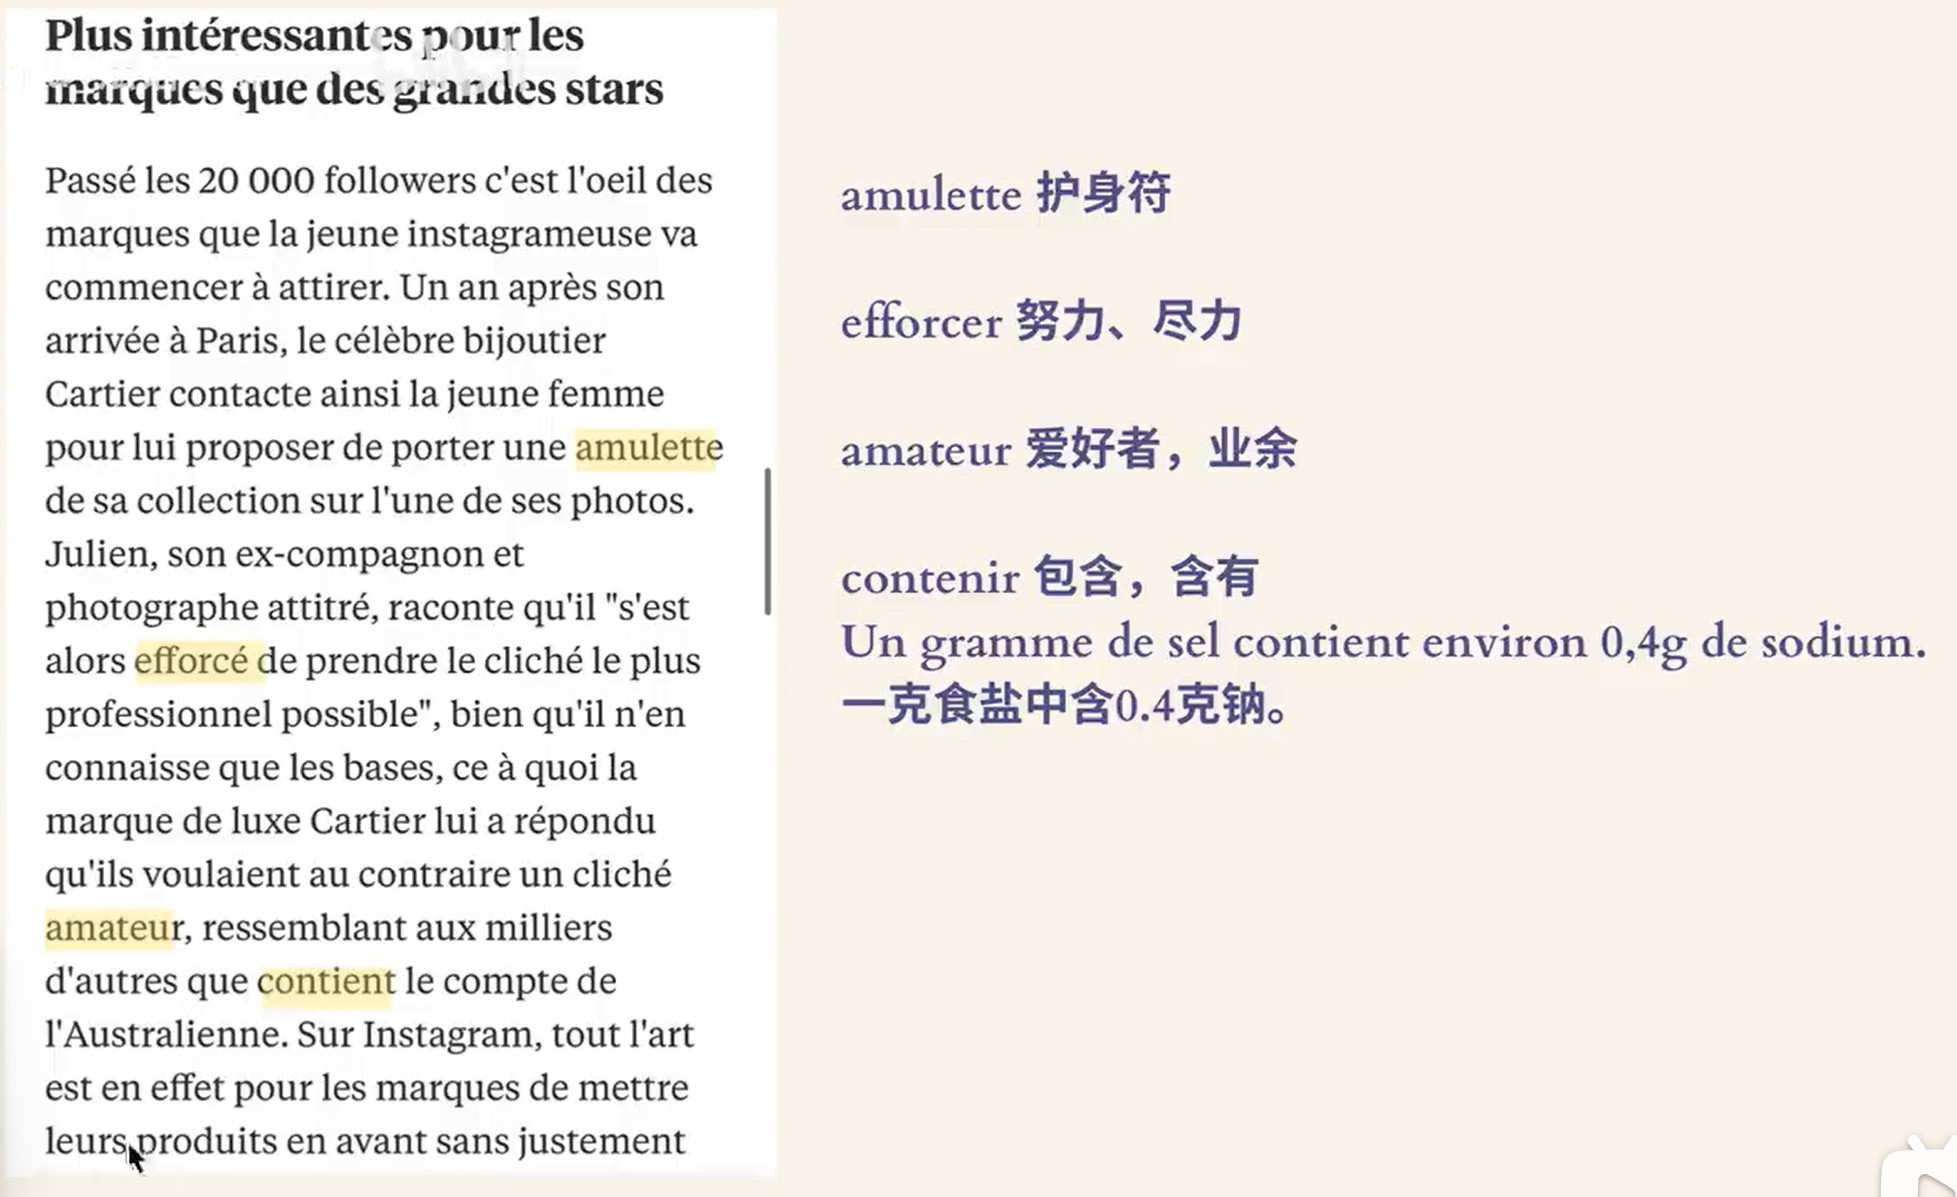 Plus intéressantes pour les
marques que des grandes stars
Passé les 20 000 followers c'est l'oeil des
marques que la jeune instagrameuse va
commencer à attirer. Un an après son
arrivée à Paris, le célèbre bijoutier
Cartier contacte ainsi la jeune femme
pour lui proposer de porter une amulette
de sa collection sur l'une de ses photos.
Julien, son ex-compagnon et
photographe attitré, raconte qu'il "s'est
alors efforcé de prendre le cliché le plus
professionnel possible", bien qu'il n'en
connaisse que les bases, ce à quoi la
marque de luxe Cartier lui a répondu
qu'ils voulaient au contraire un cliché
amateur, ressemblant aux milliers
d'autres que contient le compte de
l'Australienne. Sur Instagram, tout l'art
est en effet pour les marques de mettre
leurs produits en avant sans justement
amulette 护身符
efforcer 努力、尽力
amateur 爱好者，业余
contenir 包含，含有
Un gramme de sel contient environ 0,4g de sodium.
一克食盐中含0.4克钠。